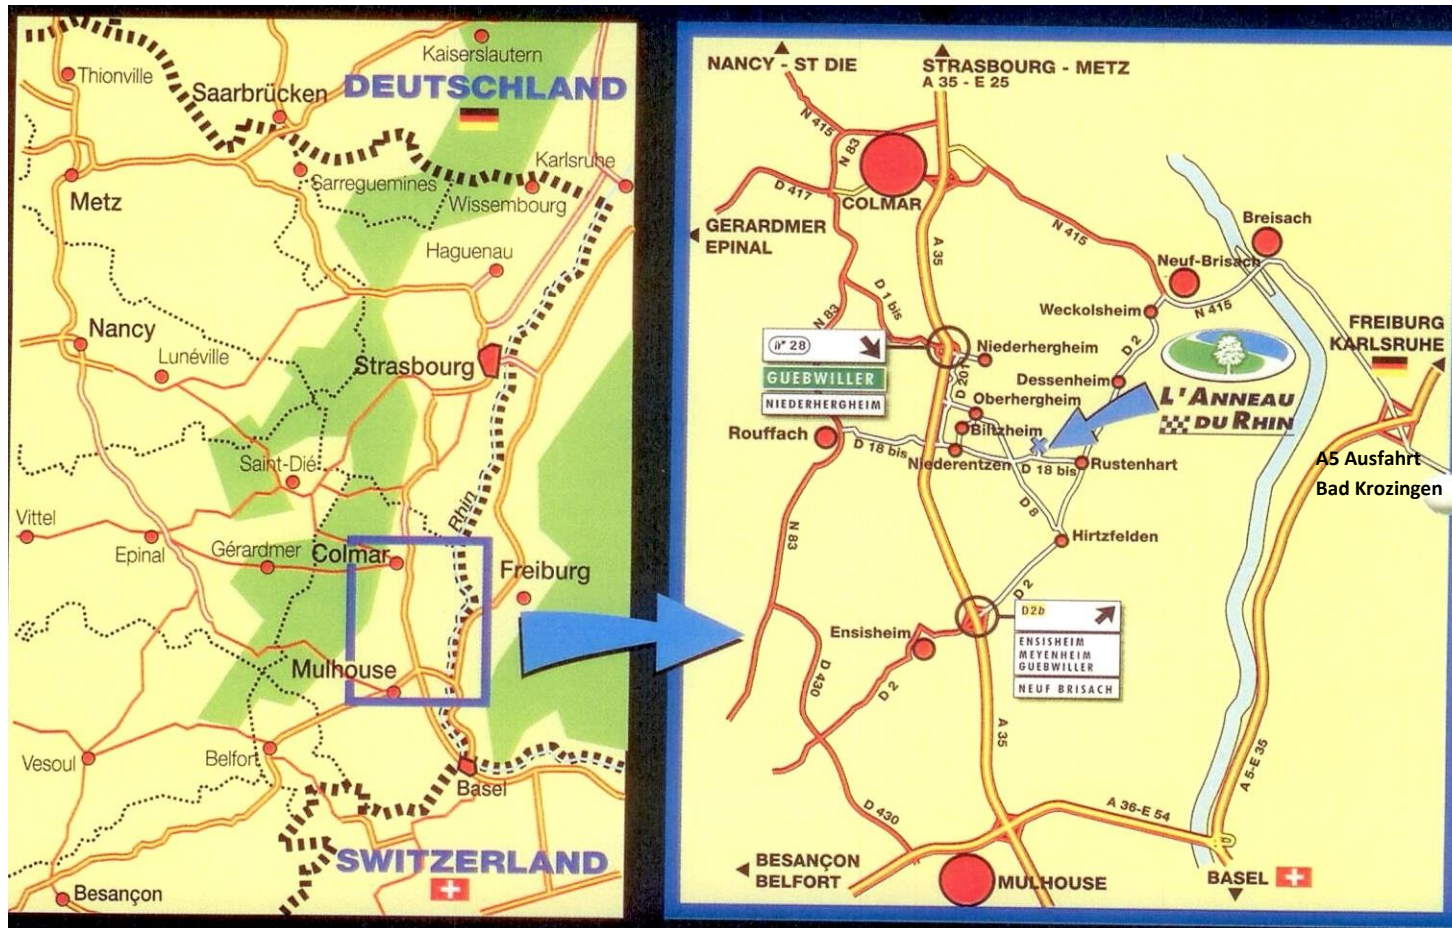 Kaiserslautern
Thionville
DEUTSCHLAND
Saarbrücken
Karlsruhe
Sarreguemines
Wissembourg
Metz
Haguenau
Nancy
Lunéville
Strasbourg
Saint-Dié
Rhin
Vittel
Epinal
Gérardmer
Colmar
Freiburg
Mulhouse
Vesoul
Belfort
Basel
SWITZERLAND
Besançon
NANCY - ST DIE
STRASBOURG - METZ
A 35 - E 25
N 415
N 83
D 417
COLMAR
GERARDMER
EPINAL
A 35
N 415
Breisach
Neuf-Brisach
N 415
Weckolsheim
D 1 bis
N 83
N° 28
GUEBWILLER
NIEDERHERGHEIM
Niederhergheim
D 201
D 2
FREIBURG
KARLSRUHE
Dessenheim
Oberhergheim
L'ANNEAU
DU RHIN
Biltzheim
Rouffach
D 18 bis
Niederentzen
D 18 bis
Rustenhart
A5 Ausfahrt
Bad Krozingen
D 8
N 83
Hirtzfelden
D 2
D2b
ENSISHEIM
MEYENHEIM
GUEBWILLER
NEUF BRISACH
Ensisheim
D 430
D 2
A 35
A 5-E 35
D 430
A 36-E 54
BESANÇON
BELFORT
MULHOUSE
BASEL